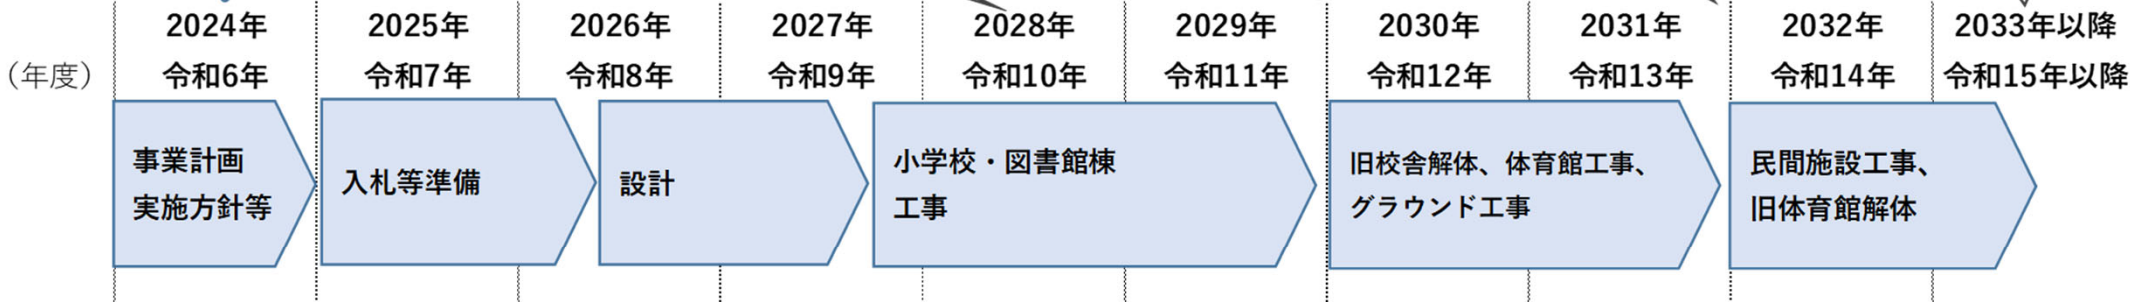 2024年 2025年 2026年 2027年 2028年 2029年 2030年 2031年 2032年 2033年以降
（年度） 令和6年 令和7年 令和8年 令和9年 令和10年 令和11年 令和12年 令和13年 令和14年 令和15年以降
事業計画
実施方針等
入札等準備
設計
小学校・図書館棟
工事
旧校舎解体、体育館工事、
グラウンド工事
民間施設工事、
旧体育館解体